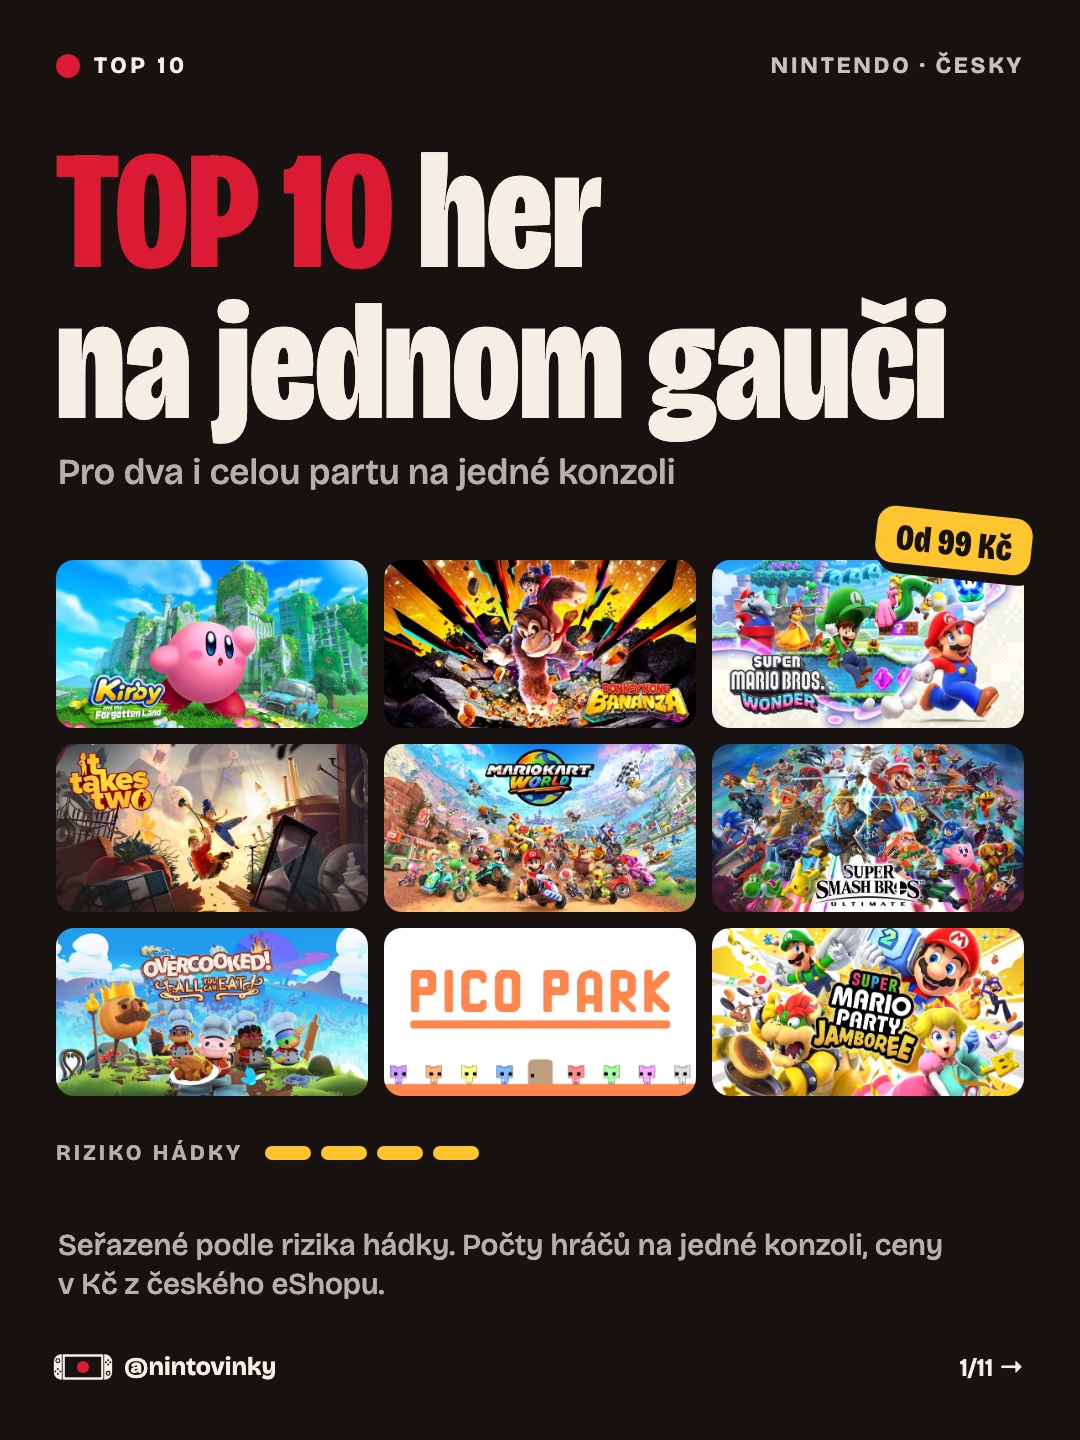 TOP 10
NINTENDO · ČESKY
TOP 10 her
na jednom gauči
Pro dva i celou partu na jedné konzoli
Od 99 Kč
Kirby
and the
Forgotten Land
DONKEY KONG
BANANZA
SUPER
MARIO BROS.
WONDER
it
takes
two
MARIOKART
WORLD
SUPER
SMASH BROS.
ULTIMATE
OVERCOOKED!
ALL YOU CAN EAT
PICO PARK
2
SUPER
MARIO
PARTY
JAMBOREE
RIZIKO HÁDKY
Seřazené podle rizika hádky. Počty hráčů na jedné konzoli, ceny
v Kč z českého eShopu.
@nintovinky
1/11 →